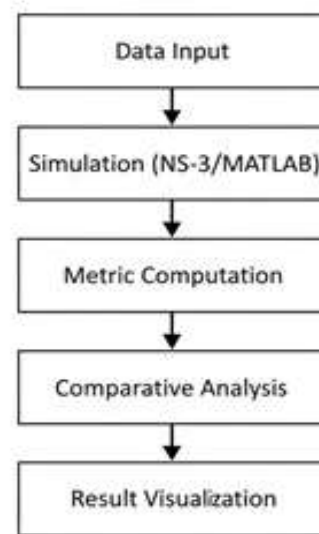 Data Input
Simulation (NS-3/MATLAB)
Metric Computation
Comparative Analysis
Result Visualization